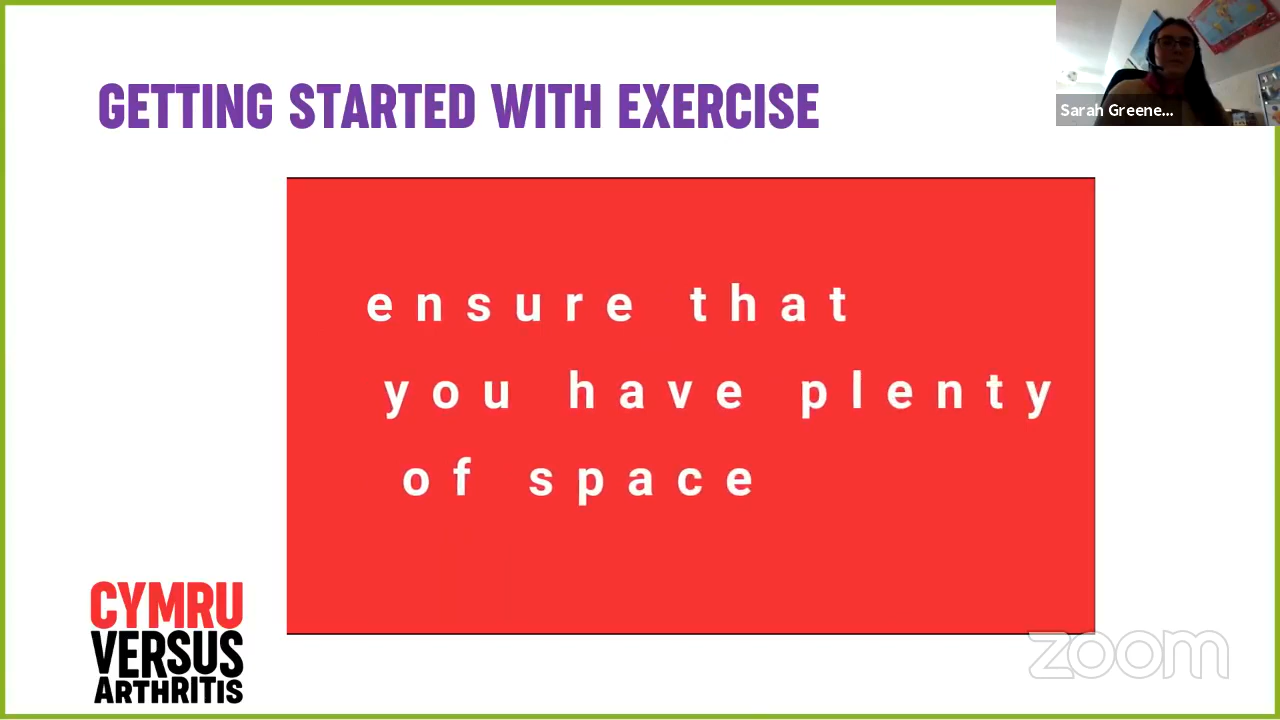 GETTING STARTED WITH EXERCISE
Sarah Greene...
ensure that
you have plenty
of space
CYMRU
VERSUS
ARTHRITIS
zoom